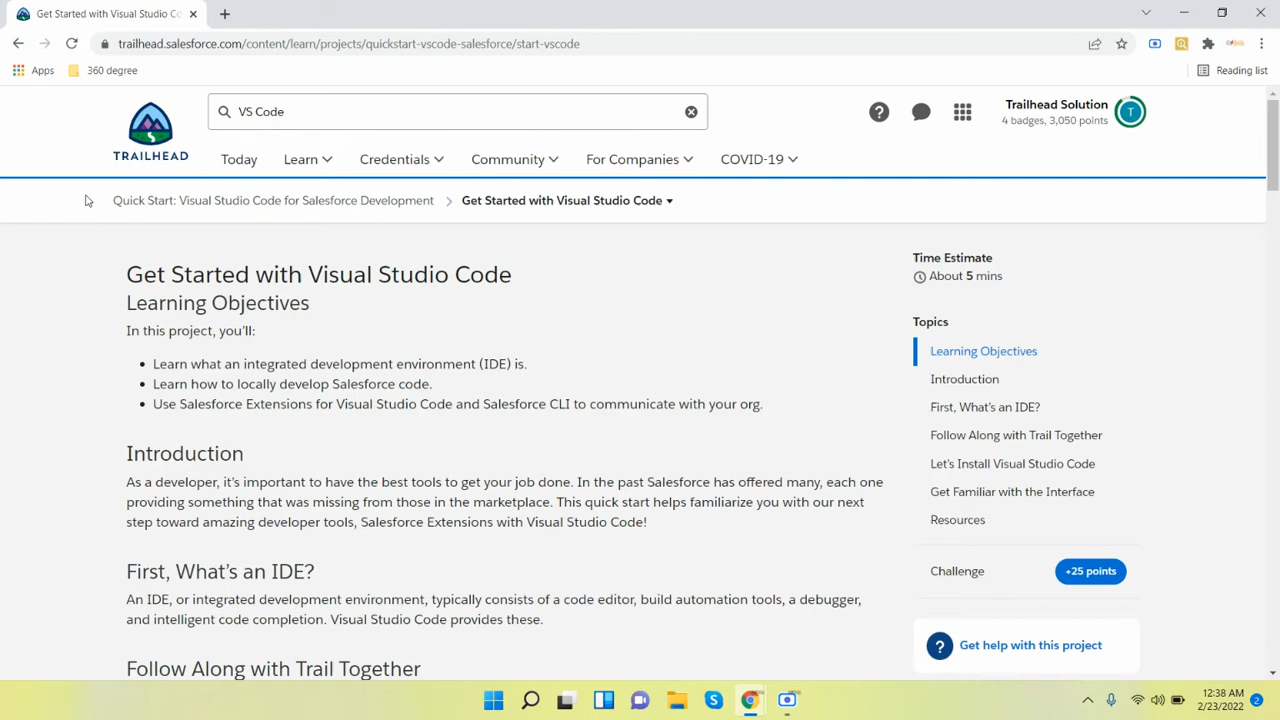 Get Started with Visual Studio Co
trailhead.salesforce.com/content/learn/projects/quickstart-vscode-salesforce/start-vscode
Apps
360 degree
Reading list
TRAILHEAD
VS Code
Trailhead Solution
4 badges, 3,050 points
T
Today
Learn
Credentials
Community
For Companies
COVID-19
Quick Start: Visual Studio Code for Salesforce Development
Get Started with Visual Studio Code
Get Started with Visual Studio Code
Learning Objectives
In this project, you'll:
Learn what an integrated development environment (IDE) is.
Learn how to locally develop Salesforce code.
Use Salesforce Extensions for Visual Studio Code and Salesforce CLI to communicate with your org.
Introduction
As a developer, it's important to have the best tools to get your job done. In the past Salesforce has offered many, each one
providing something that was missing from those in the marketplace. This quick start helps familiarize you with our next
step toward amazing developer tools, Salesforce Extensions with Visual Studio Code!
First, What's an IDE?
An IDE, or integrated development environment, typically consists of a code editor, build automation tools, a debugger,
and intelligent code completion. Visual Studio Code provides these.
Follow Along with Trail Together
Time Estimate
About 5 mins
Topics
Learning Objectives
Introduction
First, What's an IDE?
Follow Along with Trail Together
Let's Install Visual Studio Code
Get Familiar with the Interface
Resources
Challenge
+25 points
Get help with this project
12:38 AM
2/23/2022
2